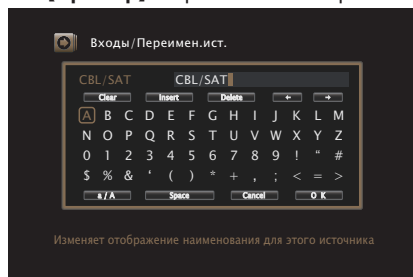 Входы/Переимен.ист.
CBL/SAT CBL/SAT
Clear Insert Delete ← →
A B C D E F G H I J K L M
N O P Q R S T U V W X Y Z
0 1 2 3 4 5 6 7 8 9 ! “ #
$ % & ‘ ( ) * + , ; < = >
a / A Space Cancel O K
Изменяет отображение наименования для этого источника